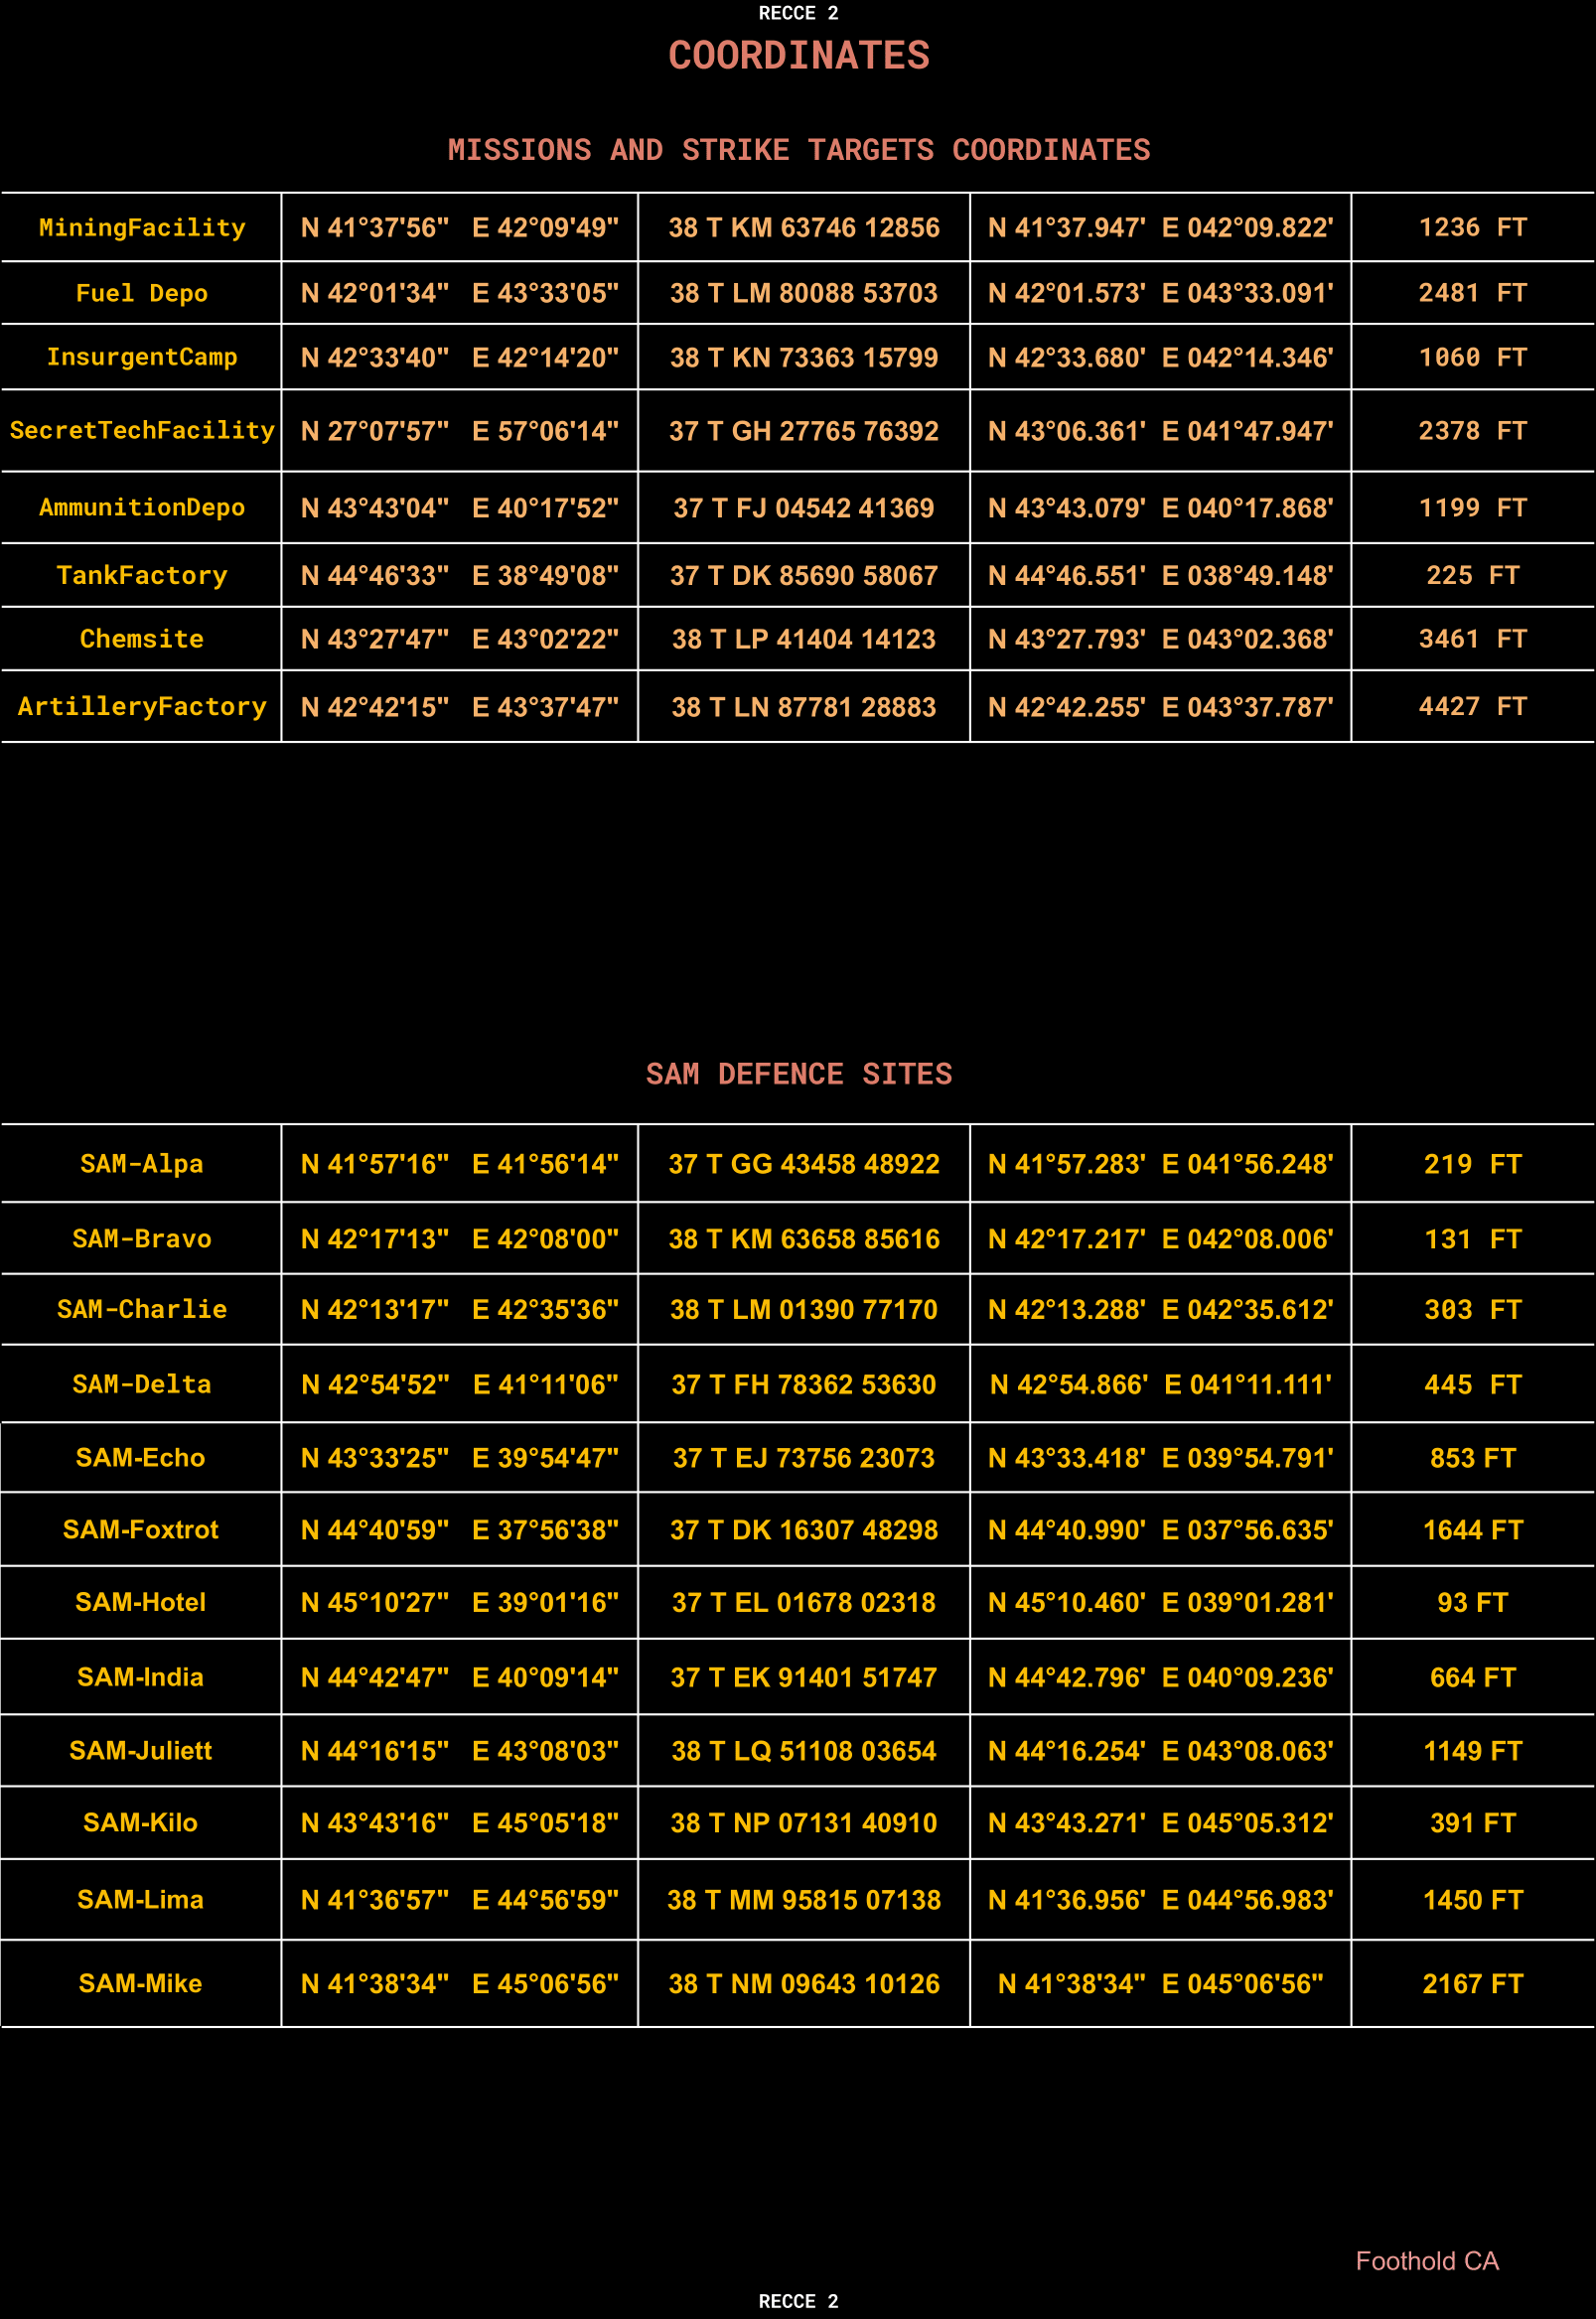 RECCE 2
COORDINATES
MISSIONS AND STRIKE TARGETS COORDINATES
MiningFacility N 41°37'56" E 42°09'49" 38 T KM 63746 12856 N 41°37.947' E 042°09.822' 1236 FT
Fuel Depo N 42°01'34" E 43°33'05" 38 T LM 80088 53703 N 42°01.573' E 043°33.091' 2481 FT
InsurgentCamp N 42°33'40" E 42°14'20" 38 T KN 73363 15799 N 42°33.680' E 042°14.346' 1060 FT
SecretTechFacility N 27°07'57" E 57°06'14" 37 T GH 27765 76392 N 43°06.361' E 041°47.947' 2378 FT
AmmunitionDepo N 43°43'04" E 40°17'52" 37 T FJ 04542 41369 N 43°43.079' E 040°17.868' 1199 FT
TankFactory N 44°46'33" E 38°49'08" 37 T DK 85690 58067 N 44°46.551' E 038°49.148' 225 FT
Chemsite N 43°27'47" E 43°02'22" 38 T LP 41404 14123 N 43°27.793' E 043°02.368' 3461 FT
ArtilleryFactory N 42°42'15" E 43°37'47" 38 T LN 87781 28883 N 42°42.255' E 043°37.787' 4427 FT
SAM DEFENCE SITES
SAM-Alpa N 41°57'16" E 41°56'14" 37 T GG 43458 48922 N 41°57.283' E 041°56.248' 219 FT
SAM-Bravo N 42°17'13" E 42°08'00" 38 T KM 63658 85616 N 42°17.217' E 042°08.006' 131 FT
SAM-Charlie N 42°13'17" E 42°35'36" 38 T LM 01390 77170 N 42°13.288' E 042°35.612' 303 FT
SAM-Delta N 42°54'52" E 41°11'06" 37 T FH 78362 53630 N 42°54.866' E 041°11.111' 445 FT
SAM-Echo N 43°33'25" E 39°54'47" 37 T EJ 73756 23073 N 43°33.418' E 039°54.791' 853 FT
SAM-Foxtrot N 44°40'59" E 37°56'38" 37 T DK 16307 48298 N 44°40.990' E 037°56.635' 1644 FT
SAM-Hotel N 45°10'27" E 39°01'16" 37 T EL 01678 02318 N 45°10.460' E 039°01.281' 93 FT
SAM-India N 44°42'47" E 40°09'14" 37 T EK 91401 51747 N 44°42.796' E 040°09.236' 664 FT
SAM-Juliett N 44°16'15" E 43°08'03" 38 T LQ 51108 03654 N 44°16.254' E 043°08.063' 1149 FT
SAM-Kilo N 43°43'16" E 45°05'18" 38 T NP 07131 40910 N 43°43.271' E 045°05.312' 391 FT
SAM-Lima N 41°36'57" E 44°56'59" 38 T MM 95815 07138 N 41°36.956' E 044°56.983' 1450 FT
SAM-Mike N 41°38'34" E 45°06'56" 38 T NM 09643 10126 N 41°38'34" E 045°06'56" 2167 FT
Foothold CA
RECCE 2